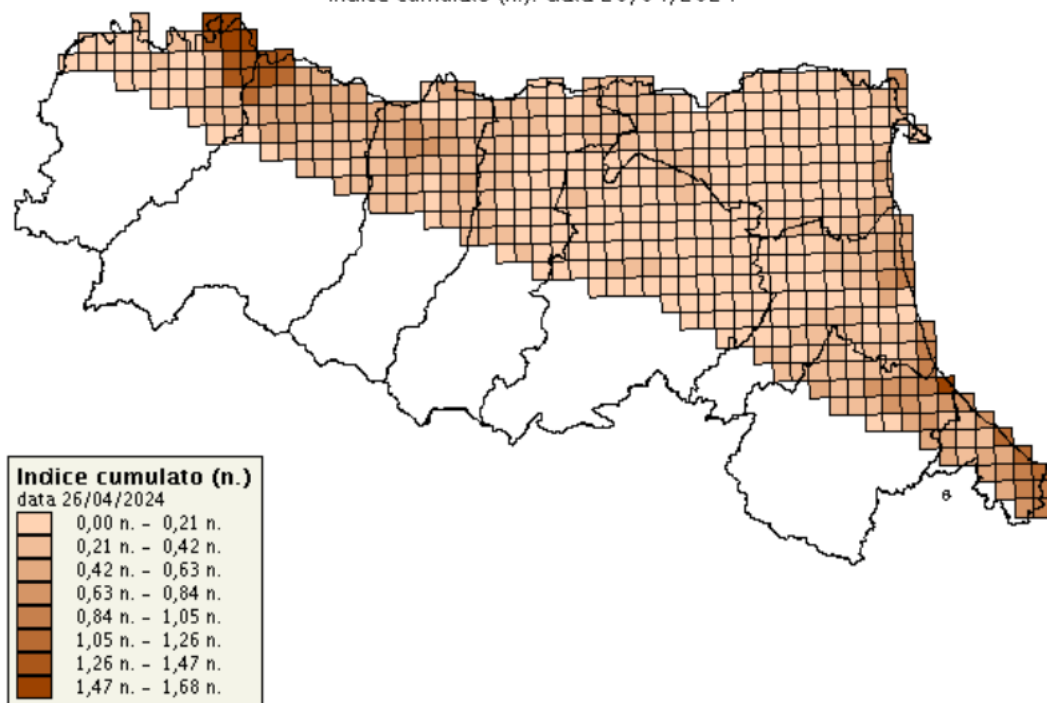 Indice cumulato (n.)
data 26/04/2024
0,00 n. - 0,21 n.
0,21 n. - 0,42 n.
0,42 n. - 0,63 n.
0,63 n. - 0,84 n.
0,84 n. - 1,05 n.
1,05 n. - 1,26 n.
1,26 n. - 1,47 n.
1,47 n. - 1,68 n.